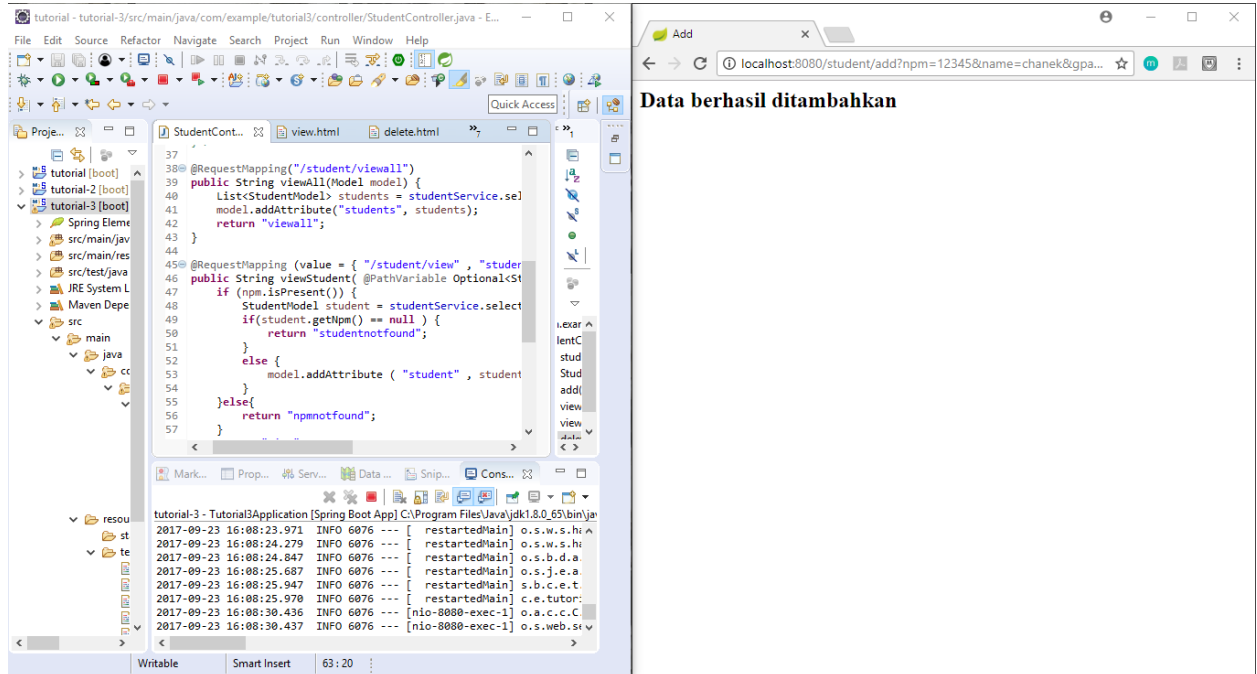 tutorial - tutorial-3/src/main/java/com/example/tutorial3/controller/StudentController.java - E...
File Edit Source Refactor Navigate Search Project Run Window Help
Quick Access
Proje...
tutorial [boot]
tutorial-2 [boot]
tutorial-3 [boot]
Spring Eleme
src/main/jav
src/main/res
src/test/java
JRE System L
Maven Depe
src
main
java
cc
resou
st
te
StudentCont... view.html delete.html »7
37
38 @RequestMapping("/student/viewall")
39 public String viewAll(Model model) {
40 List<StudentModel> students = studentService.sel
41 model.addAttribute("students", students);
42 return "viewall";
43 }
44
45 @RequestMapping (value = { "/student/view" , "studer
46 public String viewStudent( @PathVariable Optional<St
47 if (npm.isPresent()) {
48 StudentModel student = studentService.select
49 if(student.getNpm() == null ) {
50 return "studentnotfound";
51 }
52 else {
53 model.addAttribute ( "student" , student
54 }
55 }else{
56 return "npmnotfound";
57 }
»1
ı.exar
lentC
stud
Stud
add(
view
view
Mark... Prop... Serv... Data ... Snip... Cons...
tutorial-3 - Tutorial3Application [Spring Boot App] C:\Program Files\Java\jdk1.8.0_65\bin\ja
2017-09-23 16:08:23.971 INFO 6076 --- [ restartedMain] o.s.w.s.ha
2017-09-23 16:08:24.279 INFO 6076 --- [ restartedMain] o.s.w.s.ha
2017-09-23 16:08:24.847 INFO 6076 --- [ restartedMain] o.s.b.d.a.
2017-09-23 16:08:25.687 INFO 6076 --- [ restartedMain] o.s.j.e.a.
2017-09-23 16:08:25.947 INFO 6076 --- [ restartedMain] s.b.c.e.t.
2017-09-23 16:08:25.970 INFO 6076 --- [ restartedMain] c.e.tutor:
2017-09-23 16:08:30.436 INFO 6076 --- [nio-8080-exec-1] o.a.c.c.C.
2017-09-23 16:08:30.437 INFO 6076 --- [nio-8080-exec-1] o.s.web.se
Writable Smart Insert 63 : 20
Add
localhost:8080/student/add?npm=12345&name=chanek&gpa...
Data berhasil ditambahkan